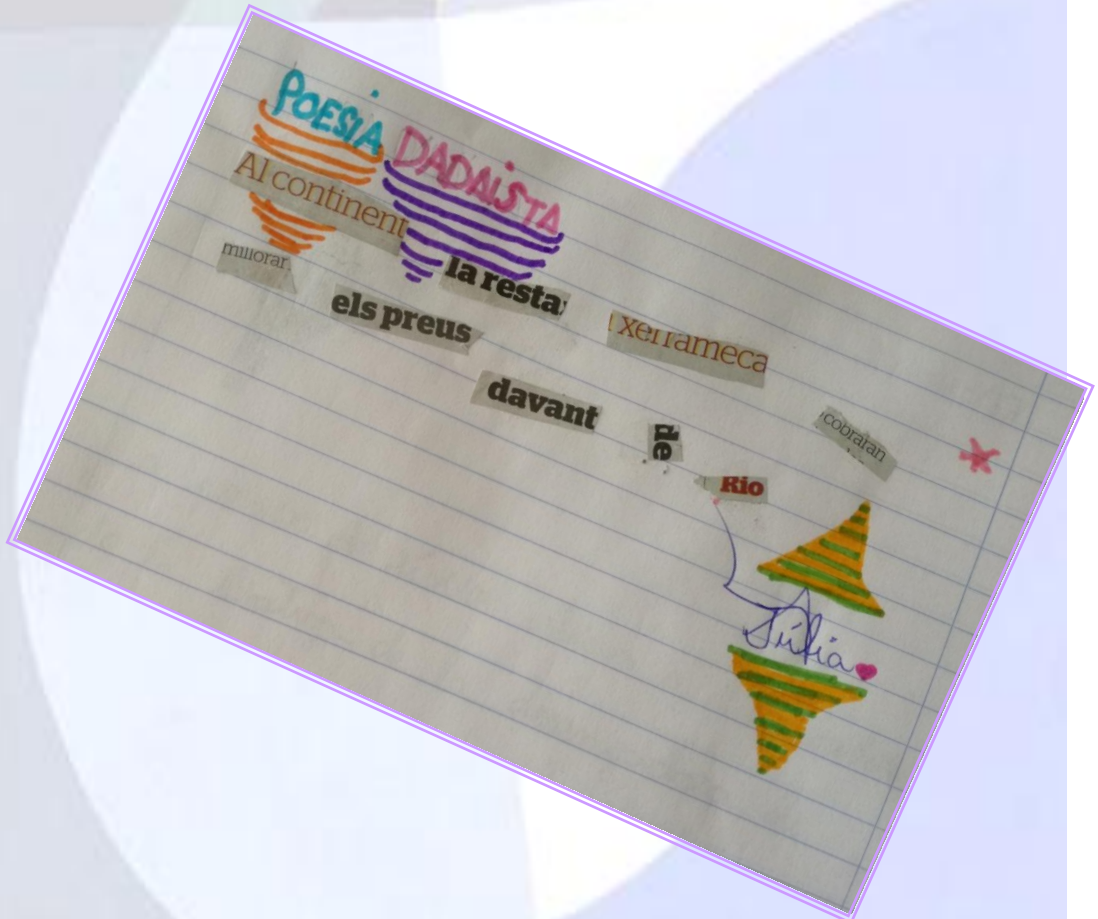 POESIA DADAiSTA
Al continent
millorar
la resta
els preus
xerrameca
davant
de
cobraran
Rio
Júlia